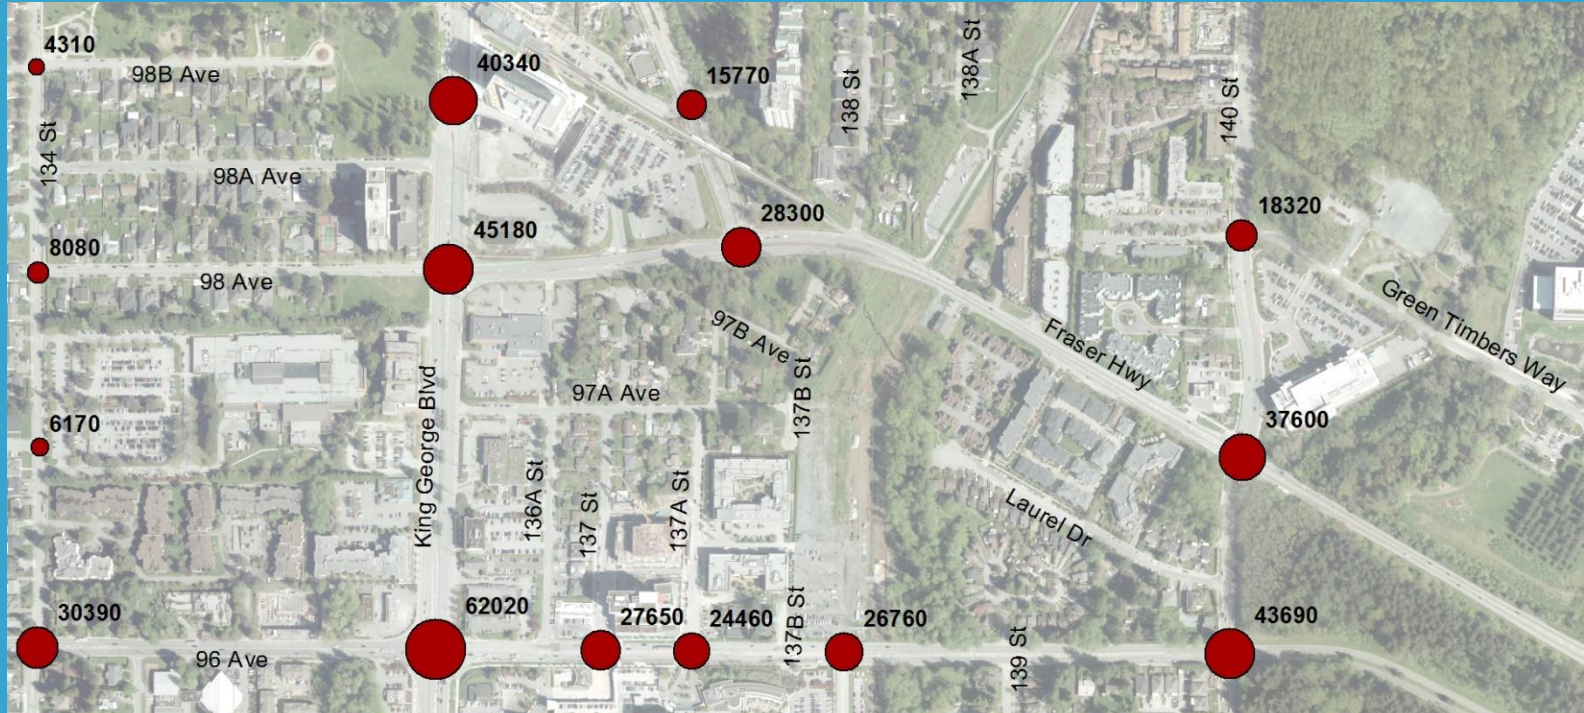 4310
98B Ave
40340
15770
138 St
138A St
140 St
134 St
98A Ave
18320
28300
45180
8080
98 Ave
Green Timbers Way
97B Ave
Fraser Hwy
97A Ave
137B St
6170
King George Blvd
37600
136A St
137 St
137A St
Laurel Dr
30390
62020
27650
24460
137B St
26760
43690
96 Ave
139 St